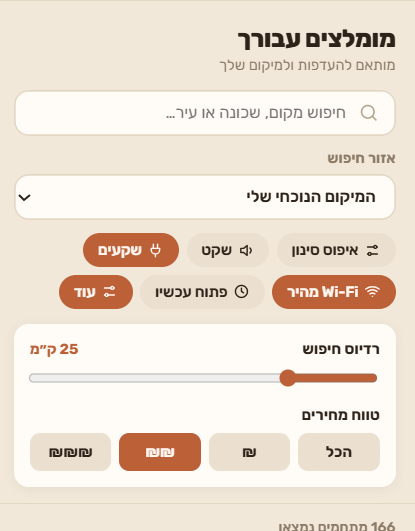 מומלצים עבורך
מותאם להעדפות ולמיקום שלך
חיפוש מקום, שכונה או עיר...
אזור חיפוש
המיקום הנוכחי שלי
איפוס סינון שקט שקעים
Wi-Fi מהיר פתוח עכשיו עוד
רדיוס חיפוש 25 ק״מ
טווח מחירים
הכל ₪ ₪₪ ₪₪₪
166 מתחמים נמצאו